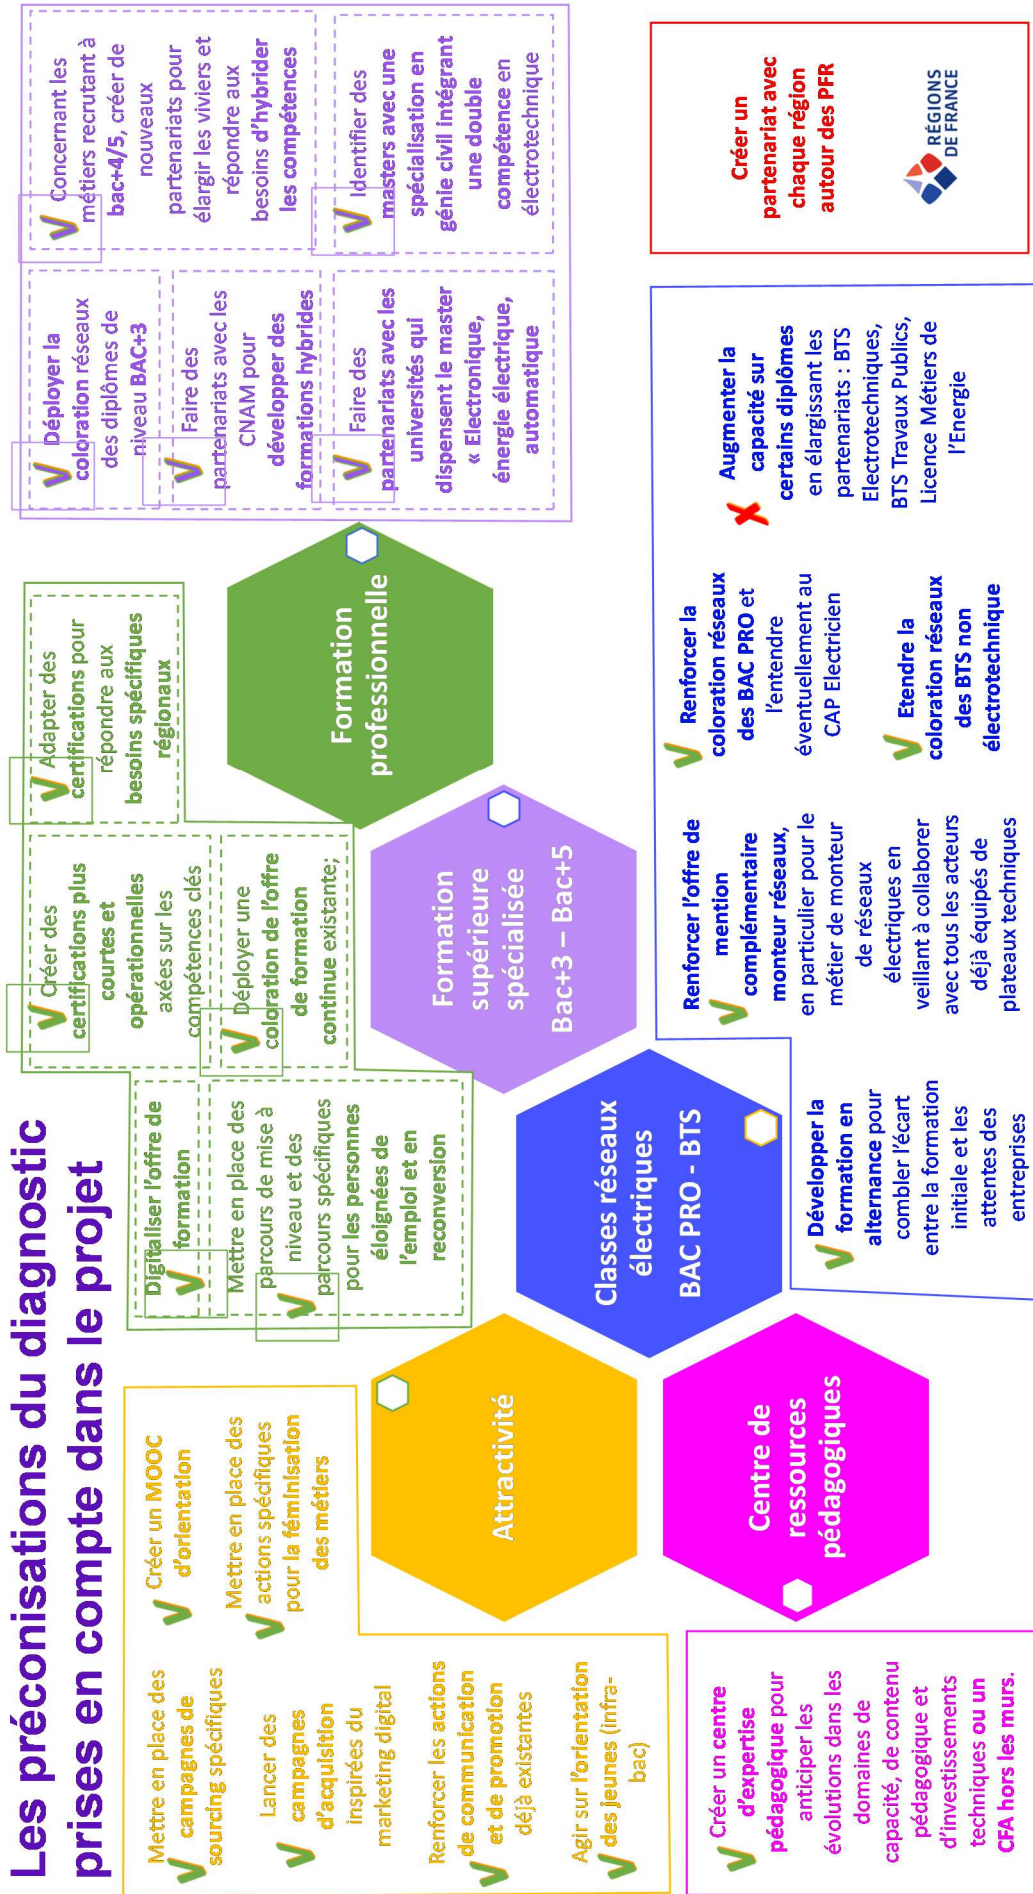 Les préconisations du diagnostic
prises en compte dans le projet
Mettre en place des
campagnes de
sourcing spécifiques
Lancer des
campagnes
d'acquisition
inspirées du
marketing digital
Renforcer les actions
de communication
et de promotion
déjà existantes
Agir sur l'orientation
des jeunes (infra-
bac)
Créer un MOOC
d'orientation
Mettre en place des
actions spécifiques
pour la féminisation
des métiers
Attractivité
Digitaliser l'offre de
formation
Mettre en place des
parcours de mise à
niveau et des
parcours spécifiques
pour les personnes
éloignées de
l'emploi et en
reconversion
Créer des
certifications plus
courtes et
opérationnelles
axées sur les
compétences clés
Déployer une
coloration de l'offre
de formation
continue existante;
Adapter des
certifications pour
répondre aux
besoins spécifiques
régionaux
Formation
professionnelle
Déployer la
coloration réseaux
des diplômes de
niveau BAC+3
Faire des
partenariats avec les
CNAM pour
développer des
formations hybrides
Faire des
partenariats avec les
universités qui
dispensent le master
« Electronique,
énergie électrique,
automatique
Concernant les
métiers recrutant à
bac+4/5, créer de
nouveaux
partenariats pour
élargir les viviers et
répondre aux
besoins d'hybrider
les compétences
Identifier des
masters avec une
spécialisation en
génie civil intégrant
une double
compétence en
électrotechnique
Formation
supérieure
spécialisée
Bac+3 – Bac+5
Classes réseaux
électriques
BAC PRO - BTS
Centre de
ressources
pédagogiques
Créer un centre
d'expertise
pédagogique pour
anticiper les
évolutions dans les
domaines de
capacité, de contenu
pédagogique et
d'investissements
techniques ou un
CFA hors les murs.
Développer la
formation en
alternance pour
combler l'écart
entre la formation
initiale et les
attentes des
entreprises
Renforcer l'offre de
mention
complémentaire
monteur réseaux,
en particulier pour le
métier de monteur
de réseaux
électriques en
veillant à collaborer
avec tous les acteurs
déjà équipés de
plateaux techniques
Renforcer la
coloration réseaux
des BAC PRO et
l'entendre
éventuellement au
CAP Electricien
Etendre la
coloration réseaux
des BTS non
électrotechnique
Augmenter la
capacité sur
certains diplômes
en élargissant les
partenariats : BTS
Electrotechniques,
BTS Travaux Publics,
Licence Métiers de
l'Energie
Créer un
partenariat avec
chaque région
autour des PFR
RÉGIONS
DE FRANCE